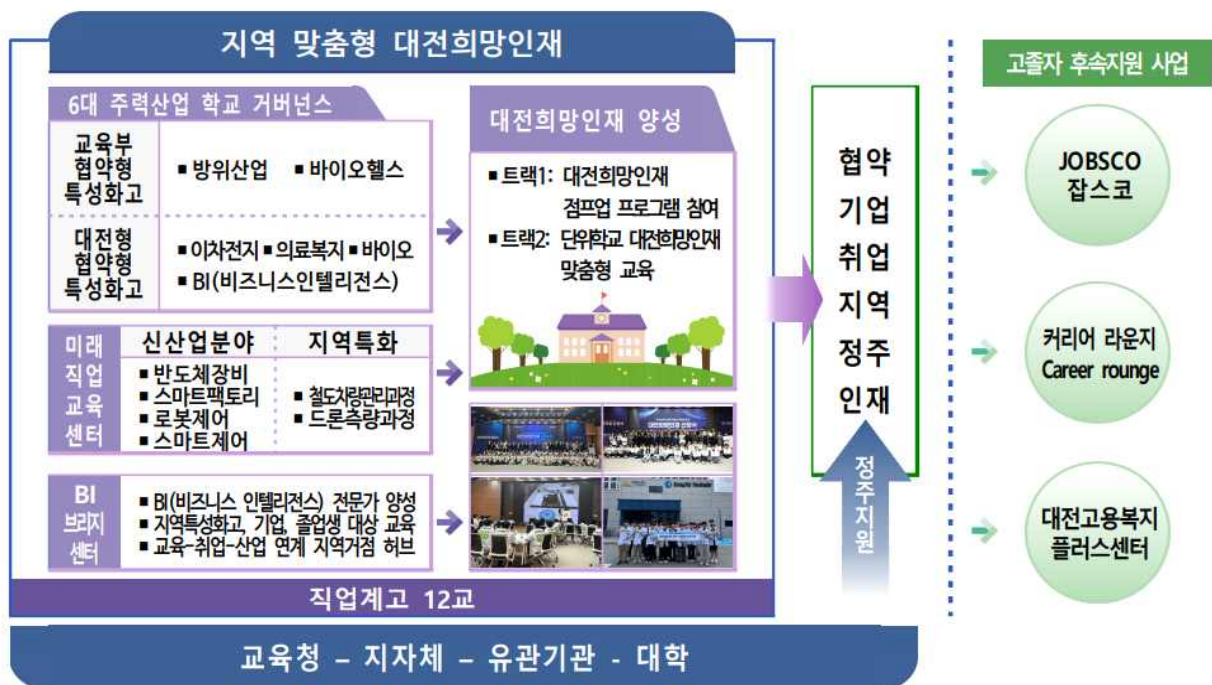 지역 맞춤형 대전희망인재
6대 주력산업 학교 거버넌스
교육부
협약형
특성화고
▪ 방위산업 ▪ 바이오헬스
대전형
협약형
특성화고
▪ 이차전지 ▪ 의료복지 ▪ 바이오
▪ BI(비즈니스인텔리전스)
미래
직업
교육
센터
신산업분야
▪ 반도체장비
▪ 스마트팩토리
▪ 로봇제어
▪ 스마트제어
지역특화
▪ 철도차량관리과정
▪ 드론측량과정
BI
브리지
센터
▪ BI(비즈니스 인텔리전스) 전문가 양성
▪ 지역특성화고, 기업, 졸업생 대상 교육
▪ 교육-취업-산업 연계 지역거점 허브
대전희망인재 양성
▪ 트랙1: 대전희망인재
점프업 프로그램 참여
▪ 트랙2: 단위학교 대전희망인재
맞춤형 교육
대전희망인재
직업계고 12교
교육청 – 지자체 – 유관기관 - 대학
협약
기업
취업
지역
정주
인재
정주지원
고졸자 후속지원 사업
JOBSCO
잡스코
커리어 라운지
Career rounge
대전고용복지
플러스센터